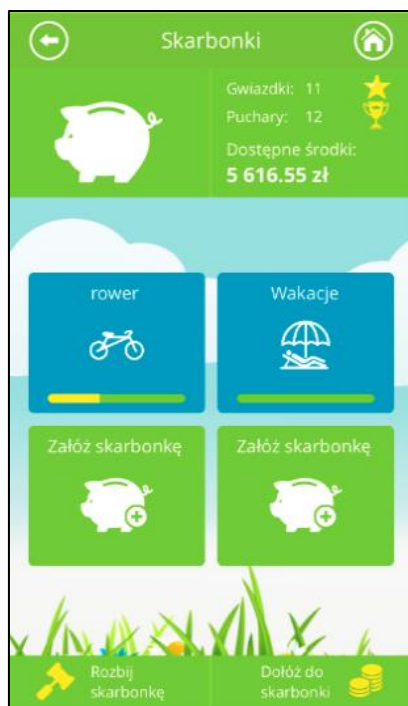 Skarbonki
Gwiazdki: 11
Puchary: 12
Dostępne środki:
5 616.55 zł
rower
Wakacje
Załóż skarbonkę
Załóż skarbonkę
Rozbij
skarbonkę
Dołóż do
skarbonki